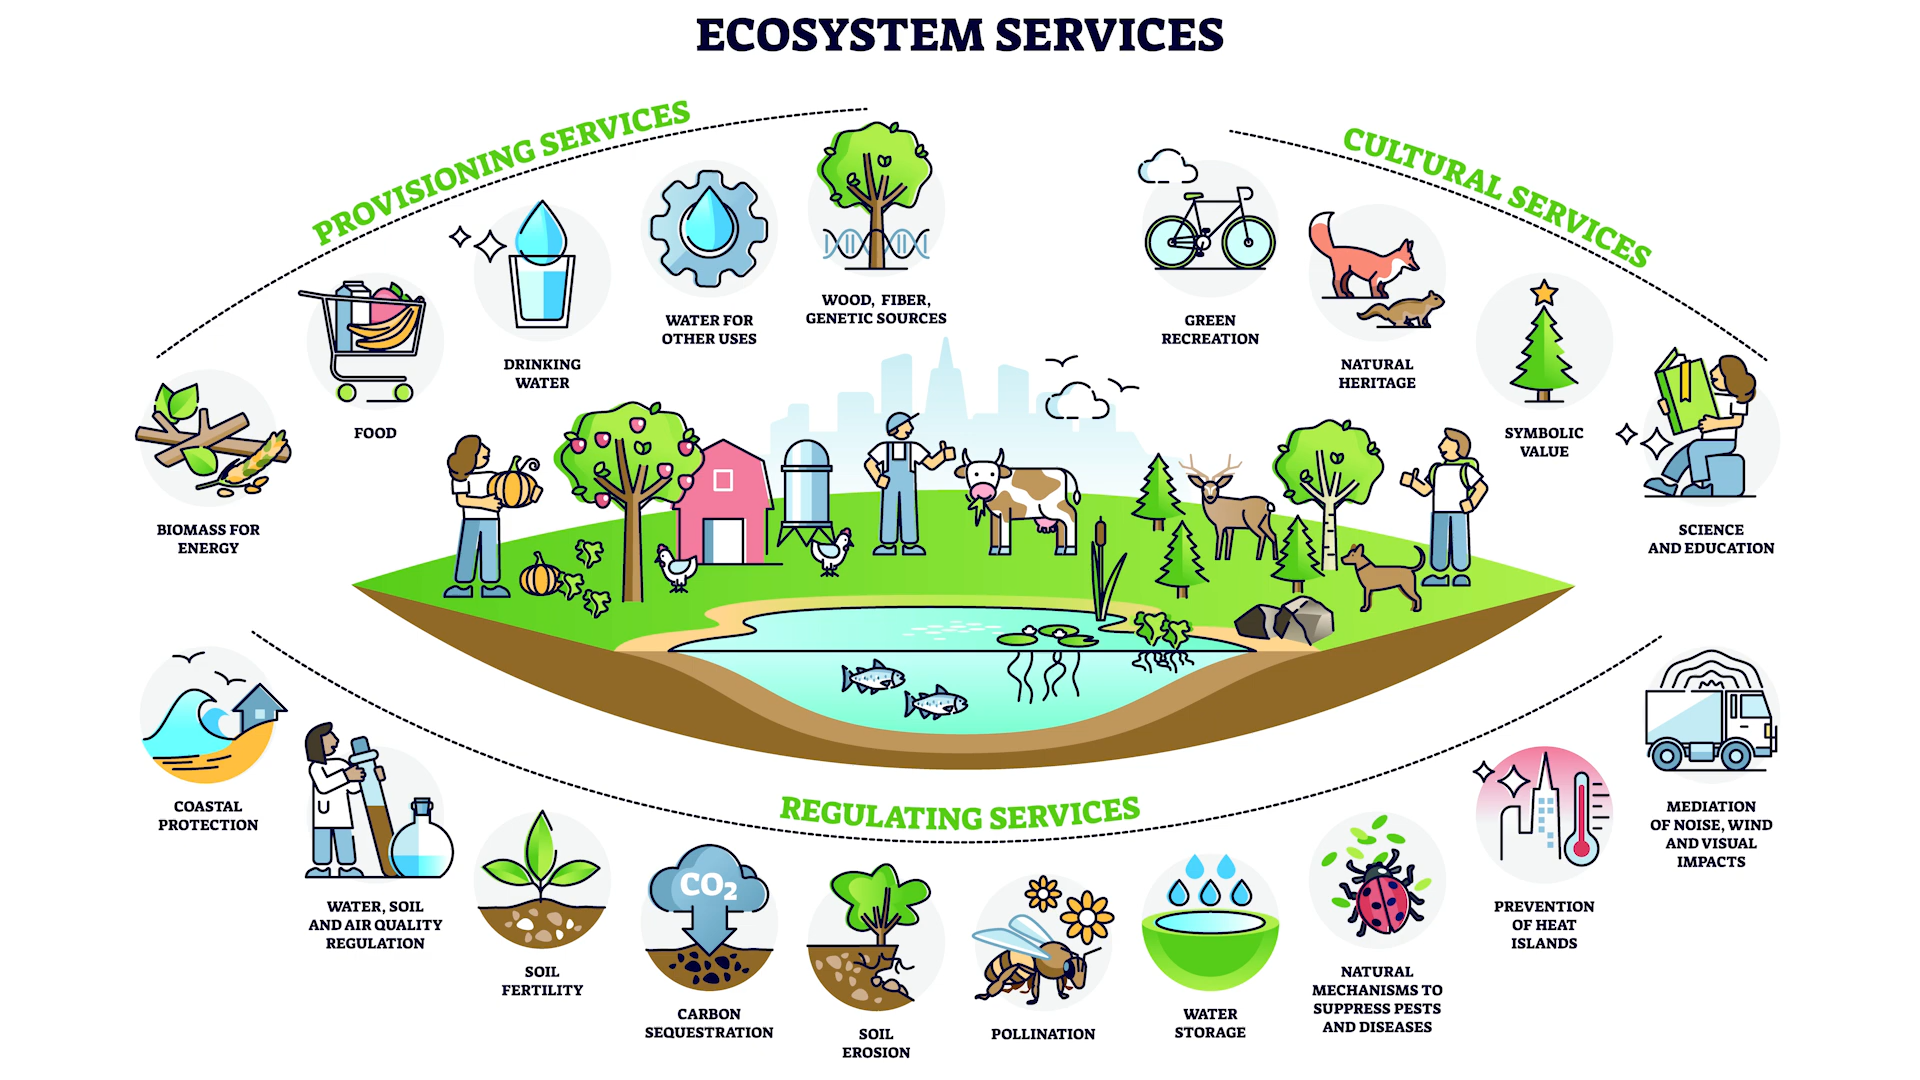 ECOSYSTEM SERVICES
PROVISIONING SERVICES
BIOMASS FOR
ENERGY
FOOD
DRINKING
WATER
WATER FOR
OTHER USES
WOOD, FIBER,
GENETIC SOURCES
CULTURAL SERVICES
GREEN
RECREATION
NATURAL
HERITAGE
SYMBOLIC
VALUE
SCIENCE
AND EDUCATION
REGULATING SERVICES
COASTAL
PROTECTION
WATER, SOIL
AND AIR QUALITY
REGULATION
SOIL
FERTILITY
CO2
CARBON
SEQUESTRATION
SOIL
EROSION
POLLINATION
WATER
STORAGE
NATURAL
MECHANISMS TO
SUPPRESS PESTS
AND DISEASES
PREVENTION
OF HEAT
ISLANDS
MEDIATION
OF NOISE, WIND
AND VISUAL
IMPACTS